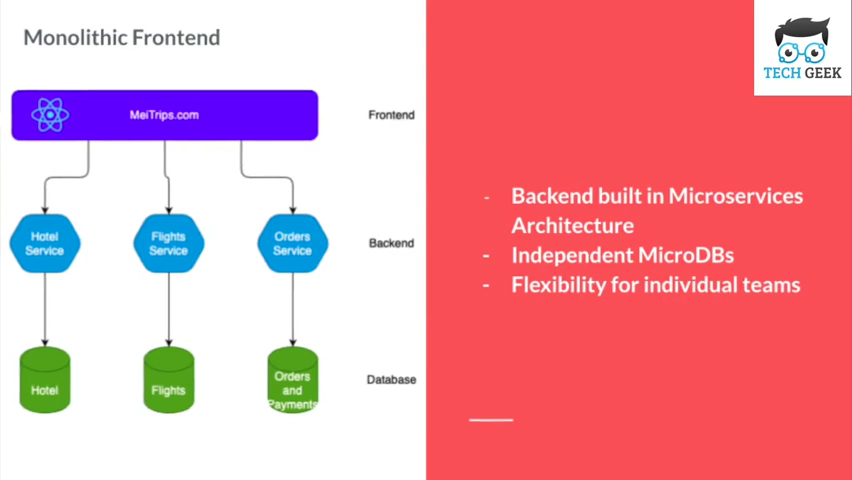 Monolithic Frontend
TECH GEEK
MeiTrips.com
Frontend
Hotel
Service
Flights
Service
Orders
Service
Backend
Hotel
Flights
Orders
and
Payments
Database
- Backend built in Microservices
Architecture
- Independent MicroDBs
- Flexibility for individual teams